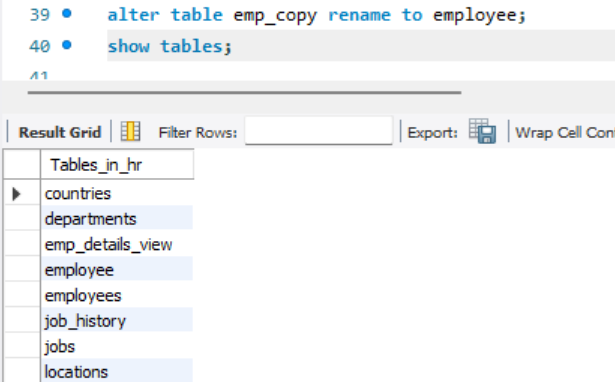 39 alter table emp_copy rename to employee;
40 show tables;
41
Result Grid Filter Rows: Export: Wrap Cell Con
Tables_in_hr
countries
departments
emp_details_view
employee
employees
job_history
jobs
locations